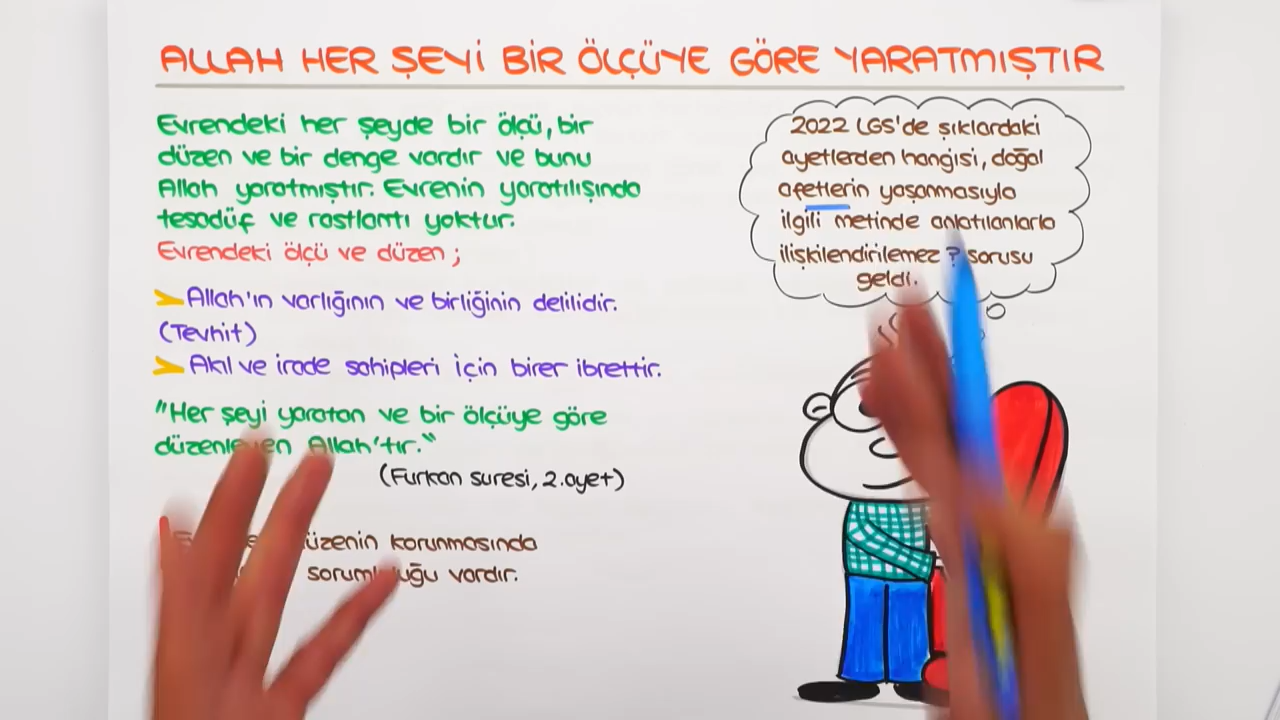 ALLAH HER ŞEYİ BİR ÖLÇÜYE GÖRE YARATMIŞTIR
Evrendeki her şeyde bir ölçü, bir
düzen ve bir denge vardır ve bunu
Allah yaratmıştır. Evrenin yaratılışında
tesadüf ve rastlantı yoktur.
Evrendeki ölçü ve düzen;
➤ Allah'ın varlığının ve birliğinin delilidir.
(Tevhit)
➤ Akıl ve irade sahipleri için birer ibrettir.
"Her şeyi yaratan ve bir ölçüye göre
düzenleyen Allah'tır."
(Furkan suresi, 2.ayet)
düzenin korunmasında
sorumluluğu vardır.
2022 LGS'de şıklardaki
ayetlerden hangisi, doğal
afetlerin yaşanmasıyla
ilgili metinde anlatılanlarla
ilişkilendirilemez ? sorusu
geldi.